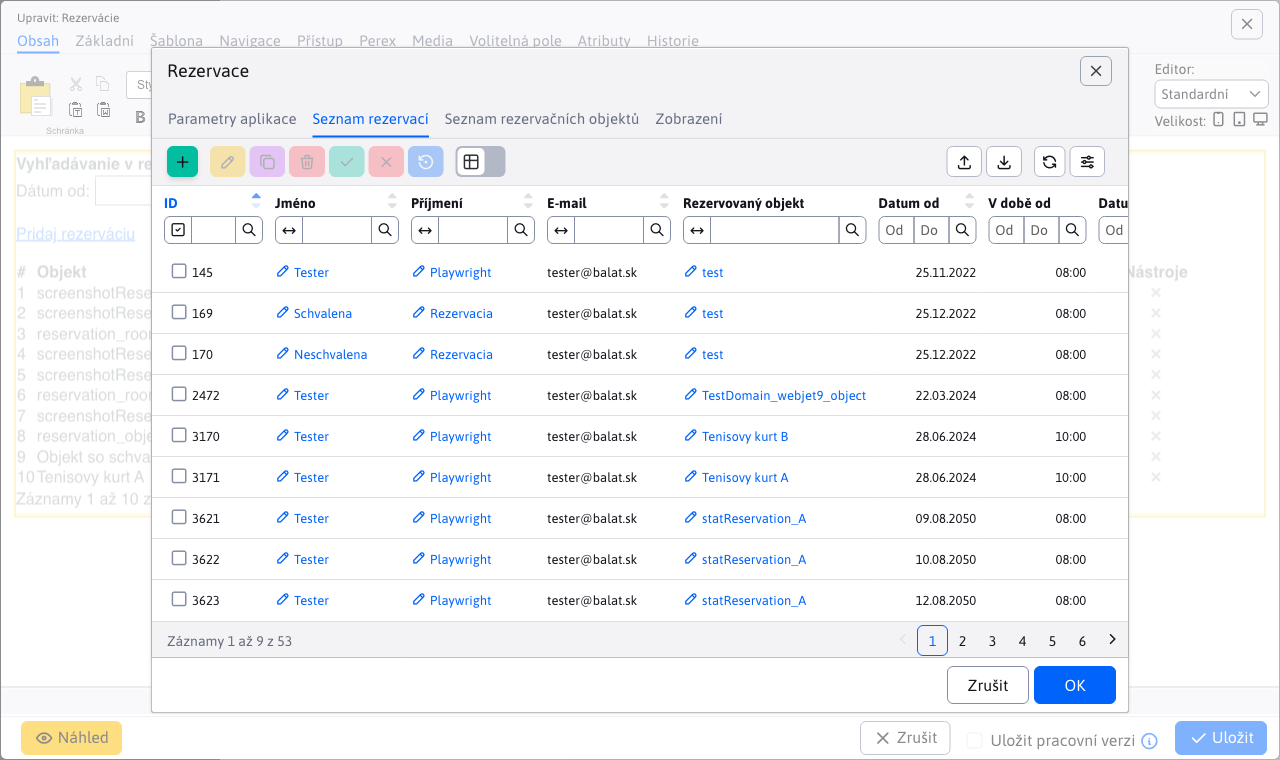 Upravit: Rezervácie
Obsah Základní Šablona Navigace Přístup Perex Media Volitelná pole Atributy Historie
Schránka
B
Editor:
Standardní
Velikost:
Vyhľadávanie v re
Dátum od:
Pridaj rezerváciu
# Objekt
1 screenshotRese
2 screenshotRese
3 reservation_room
4 screenshotRese
5 screenshotRese
6 reservation_room
7 screenshotRese
8 reservation_obje
9 Objekt so schva
10 Tenisovy kurt A
Záznamy 1 až 10 z
Nástroje
Rezervace
Parametry aplikace Seznam rezervací Seznam rezervačních objektů Zobrazení
ID Jméno Příjmení E-mail Rezervovaný objekt Datum od V době od Datu
Od Do Od Do Od
145 Tester Playwright tester@balat.sk test 25.11.2022 08:00
169 Schvalena Rezervacia tester@balat.sk test 25.12.2022 08:00
170 Neschvalena Rezervacia tester@balat.sk test 25.12.2022 08:00
2472 Tester Playwright tester@balat.sk TestDomain_webjet9_object 22.03.2024 08:00
3170 Tester Playwright tester@balat.sk Tenisovy kurt B 28.06.2024 10:00
3171 Tester Playwright tester@balat.sk Tenisovy kurt A 28.06.2024 10:00
3621 Tester Playwright tester@balat.sk statReservation_A 09.08.2050 08:00
3622 Tester Playwright tester@balat.sk statReservation_A 10.08.2050 08:00
3623 Tester Playwright tester@balat.sk statReservation_A 12.08.2050 08:00
Záznamy 1 až 9 z 53
1 2 3 4 5 6
Zrušit OK
Náhled Zrušit Uložit pracovní verzi Uložit